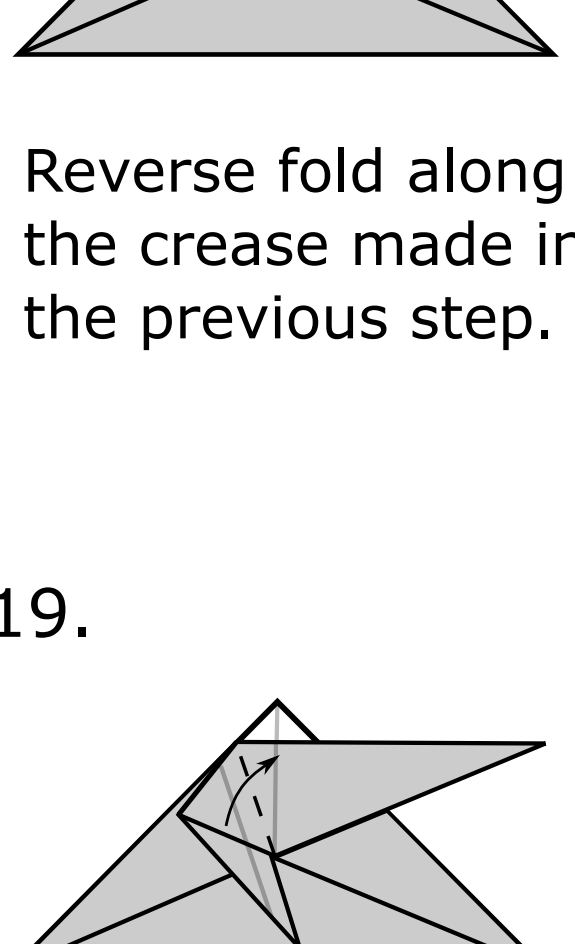 Reverse fold along
the crease made in
the previous step.
19.